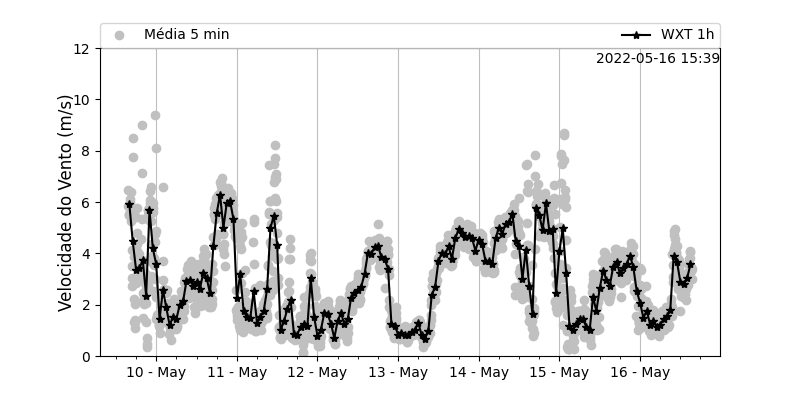 Média 5 min
WXT 1h
2022-05-16 15:39
Velocidade do Vento (m/s)
12
10
8
6
4
2
0
10 - May
11 - May
12 - May
13 - May
14 - May
15 - May
16 - May